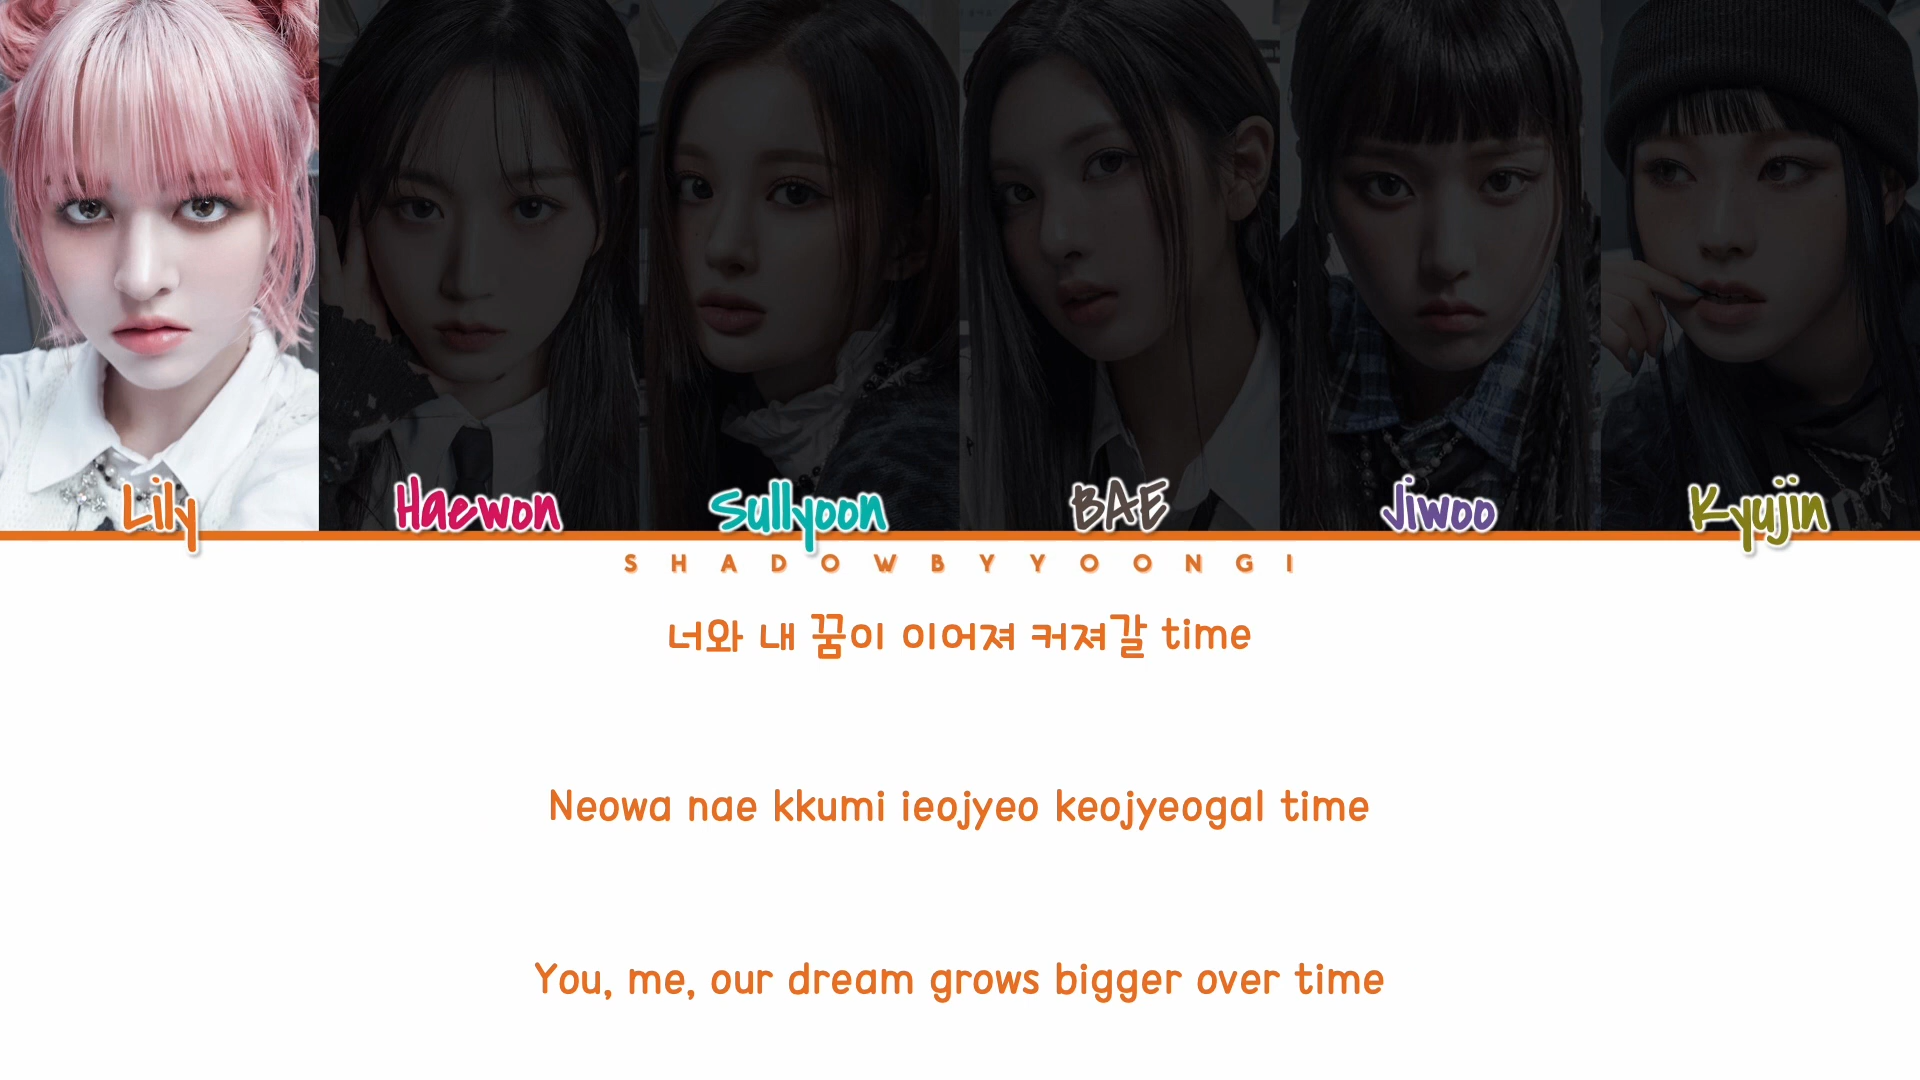 Lily Haewon Sullyoon BAE Jiwoo Kyujin
SHADOWBYYOONGI
너와 내 꿈이 이어져 커져갈 time
Neowa nae kkumi ieojyeo keojyeogal time
You, me, our dream grows bigger over time